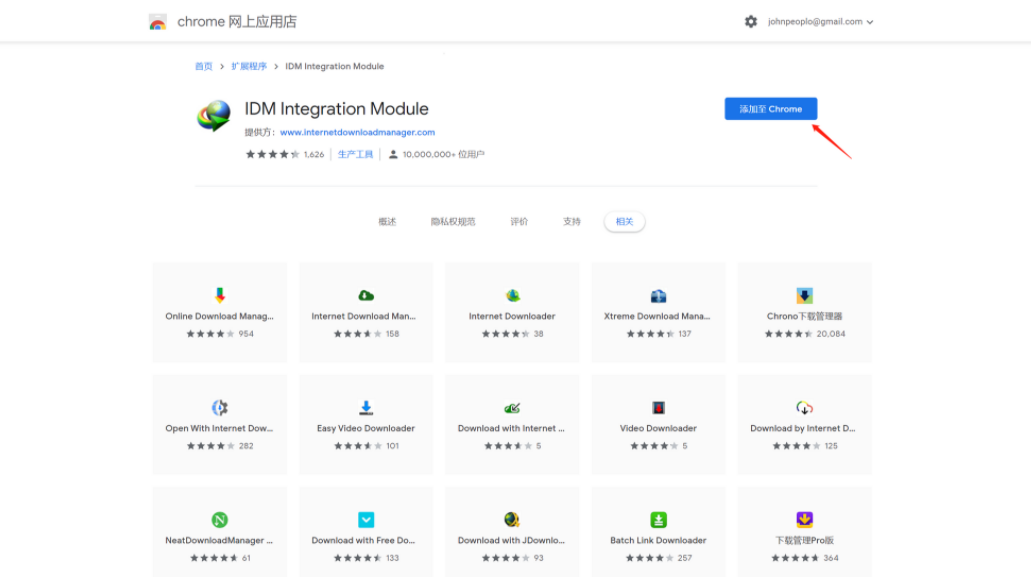 chrome 网上应用店
johnpeoplo@gmail.com
首页 > 扩展程序 > IDM Integration Module
IDM Integration Module
添加至 Chrome
提供方： www.internetdownloadmanager.com
1,626 生产工具 10,000,000+ 位用户
概述 隐私权规范 评价 支持 相关
Online Download Manag... Internet Download Man... Internet Downloader Xtreme Download Mana... Chrono下载管理器
954 158 38 137 20,084
Open With Internet Dow... Easy Video Downloader Download with Internet ... Video Downloader Download by Internet D...
282 101 5 5 125
NeatDownloadManager ... Download with Free Do... Download with JDownlo... Batch Link Downloader 下载管理Pro版
61 133 93 257 364